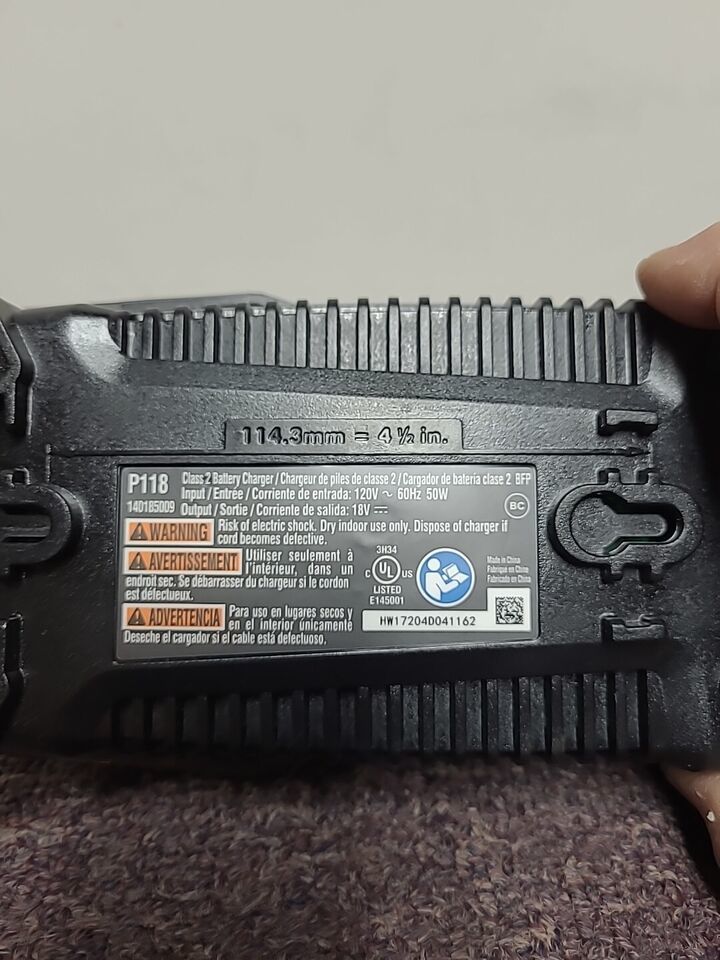 114.3mm = 4 ½ in.
P118 Class 2 Battery Charger / Chargeur de piles de classe 2 / Cargador de batería clase 2 BFP
Input / Entrée / Corriente de entrada: 120V ~ 60Hz 50W
140185009 Output / Sortie / Corriente de salida: 18V ⎓
BC
WARNING Risk of electric shock. Dry indoor use only. Dispose of charger if
cord becomes defective.
AVERTISSEMENT Utiliser seulement à
l'intérieur, dans un
endroit sec. Se débarrasser du chargeur si le cordon
est défectueux.
ADVERTENCIA Para uso en lugares secos y
en el interior únicamente
Deseche el cargador si el cable está defectuoso.
3H34
C UL US
LISTED
E145001
Made in China
Fabriqué en Chine
Fabricado en China
HW17204D041162